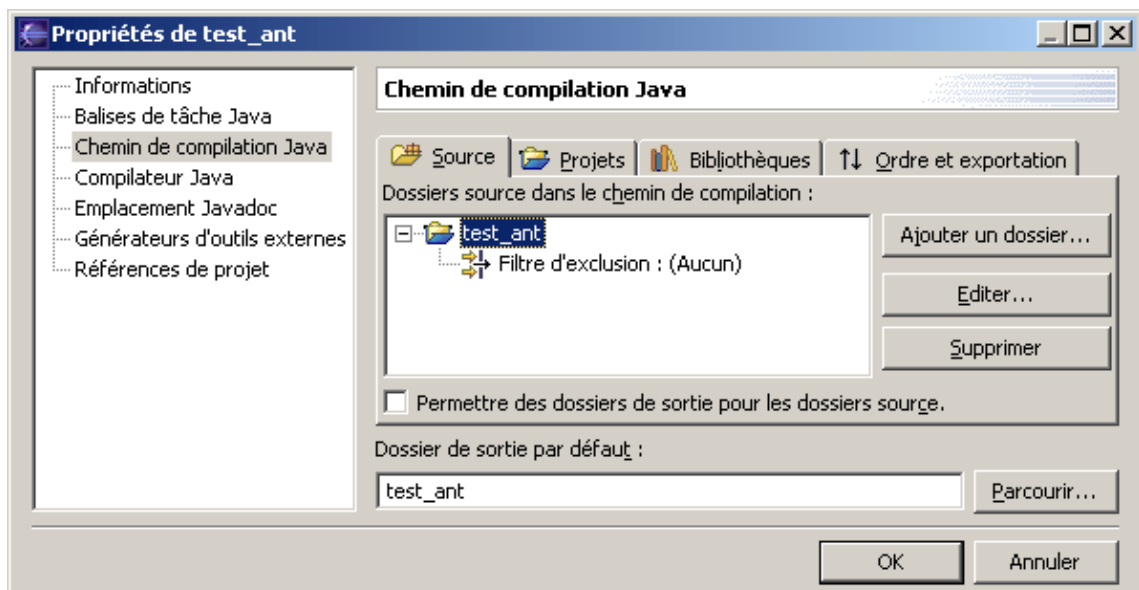 Propriétés de test_ant
Informations
Balises de tâche Java
Chemin de compilation Java
Compilateur Java
Emplacement Javadoc
Générateurs d'outils externes
Références de projet
Chemin de compilation Java
Source Projets Bibliothèques Ordre et exportation
Dossiers source dans le chemin de compilation :
test_ant
Filtre d'exclusion : (Aucun)
Ajouter un dossier...
Editer...
Supprimer
Permettre des dossiers de sortie pour les dossiers source.
Dossier de sortie par défaut :
test_ant
Parcourir...
OK Annuler